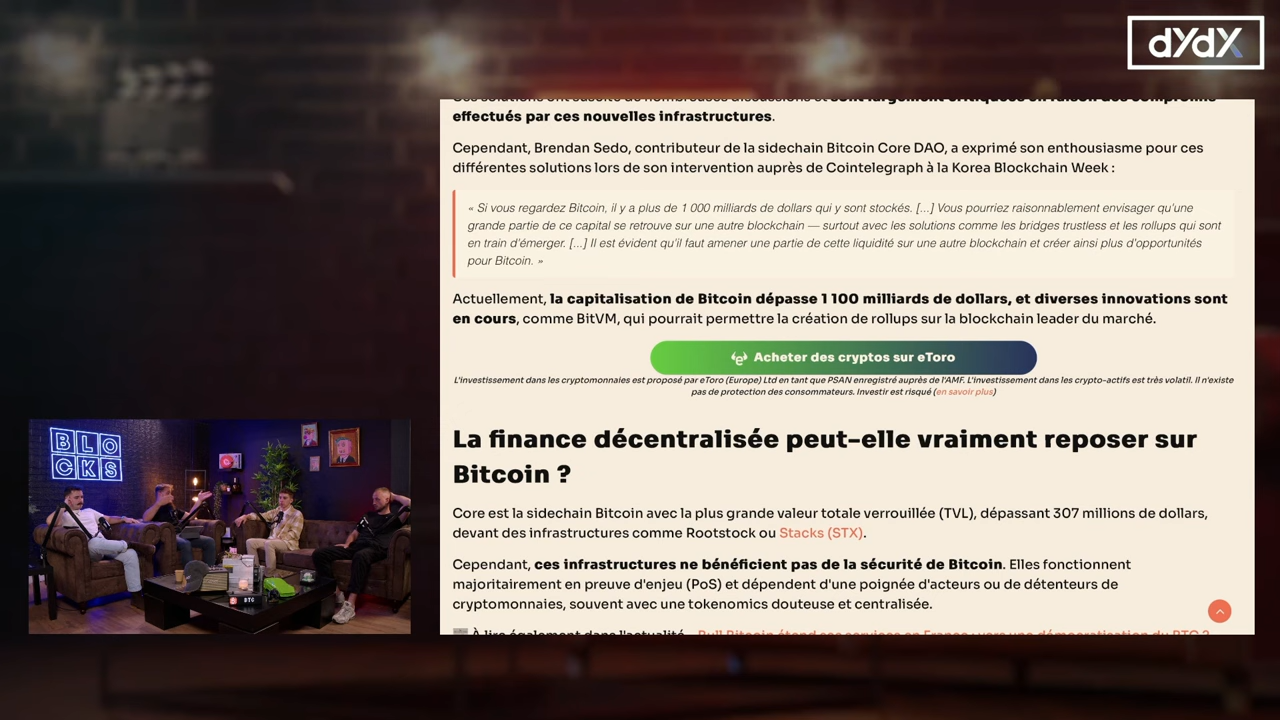 dYdX
effectués par ces nouvelles infrastructures.
Cependant, Brendan Sedo, contributeur de la sidechain Bitcoin Core DAO, a exprimé son enthousiasme pour ces
différentes solutions lors de son intervention auprès de Cointelegraph à la Korea Blockchain Week :
« Si vous regardez Bitcoin, il y a plus de 1 000 milliards de dollars qui y sont stockés. [...] Vous pourriez raisonnablement envisager qu'une
grande partie de ce capital se retrouve sur une autre blockchain — surtout avec les solutions comme les bridges trustless et les rollups qui sont
en train d'émerger. [...] Il est évident qu'il faut amener une partie de cette liquidité sur une autre blockchain et créer ainsi plus d'opportunités
pour Bitcoin. »
Actuellement, la capitalisation de Bitcoin dépasse 1 100 milliards de dollars, et diverses innovations sont
en cours, comme BitVM, qui pourrait permettre la création de rollups sur la blockchain leader du marché.
Acheter des cryptos sur eToro
L'investissement dans les cryptomonnaies est proposé par eToro (Europe) Ltd en tant que PSAN enregistré auprès de l'AMF. L'investissement dans les crypto-actifs est très volatil. Il n'existe
pas de protection des consommateurs. Investir est risqué (en savoir plus)
La finance décentralisée peut-elle vraiment reposer sur
Bitcoin ?
Core est la sidechain Bitcoin avec la plus grande valeur totale verrouillée (TVL), dépassant 307 millions de dollars,
devant des infrastructures comme Rootstock ou Stacks (STX).
Cependant, ces infrastructures ne bénéficient pas de la sécurité de Bitcoin. Elles fonctionnent
majoritairement en preuve d'enjeu (PoS) et dépendent d'une poignée d'acteurs ou de détenteurs de
cryptomonnaies, souvent avec une tokenomics douteuse et centralisée.
BLO
CKS
BTC